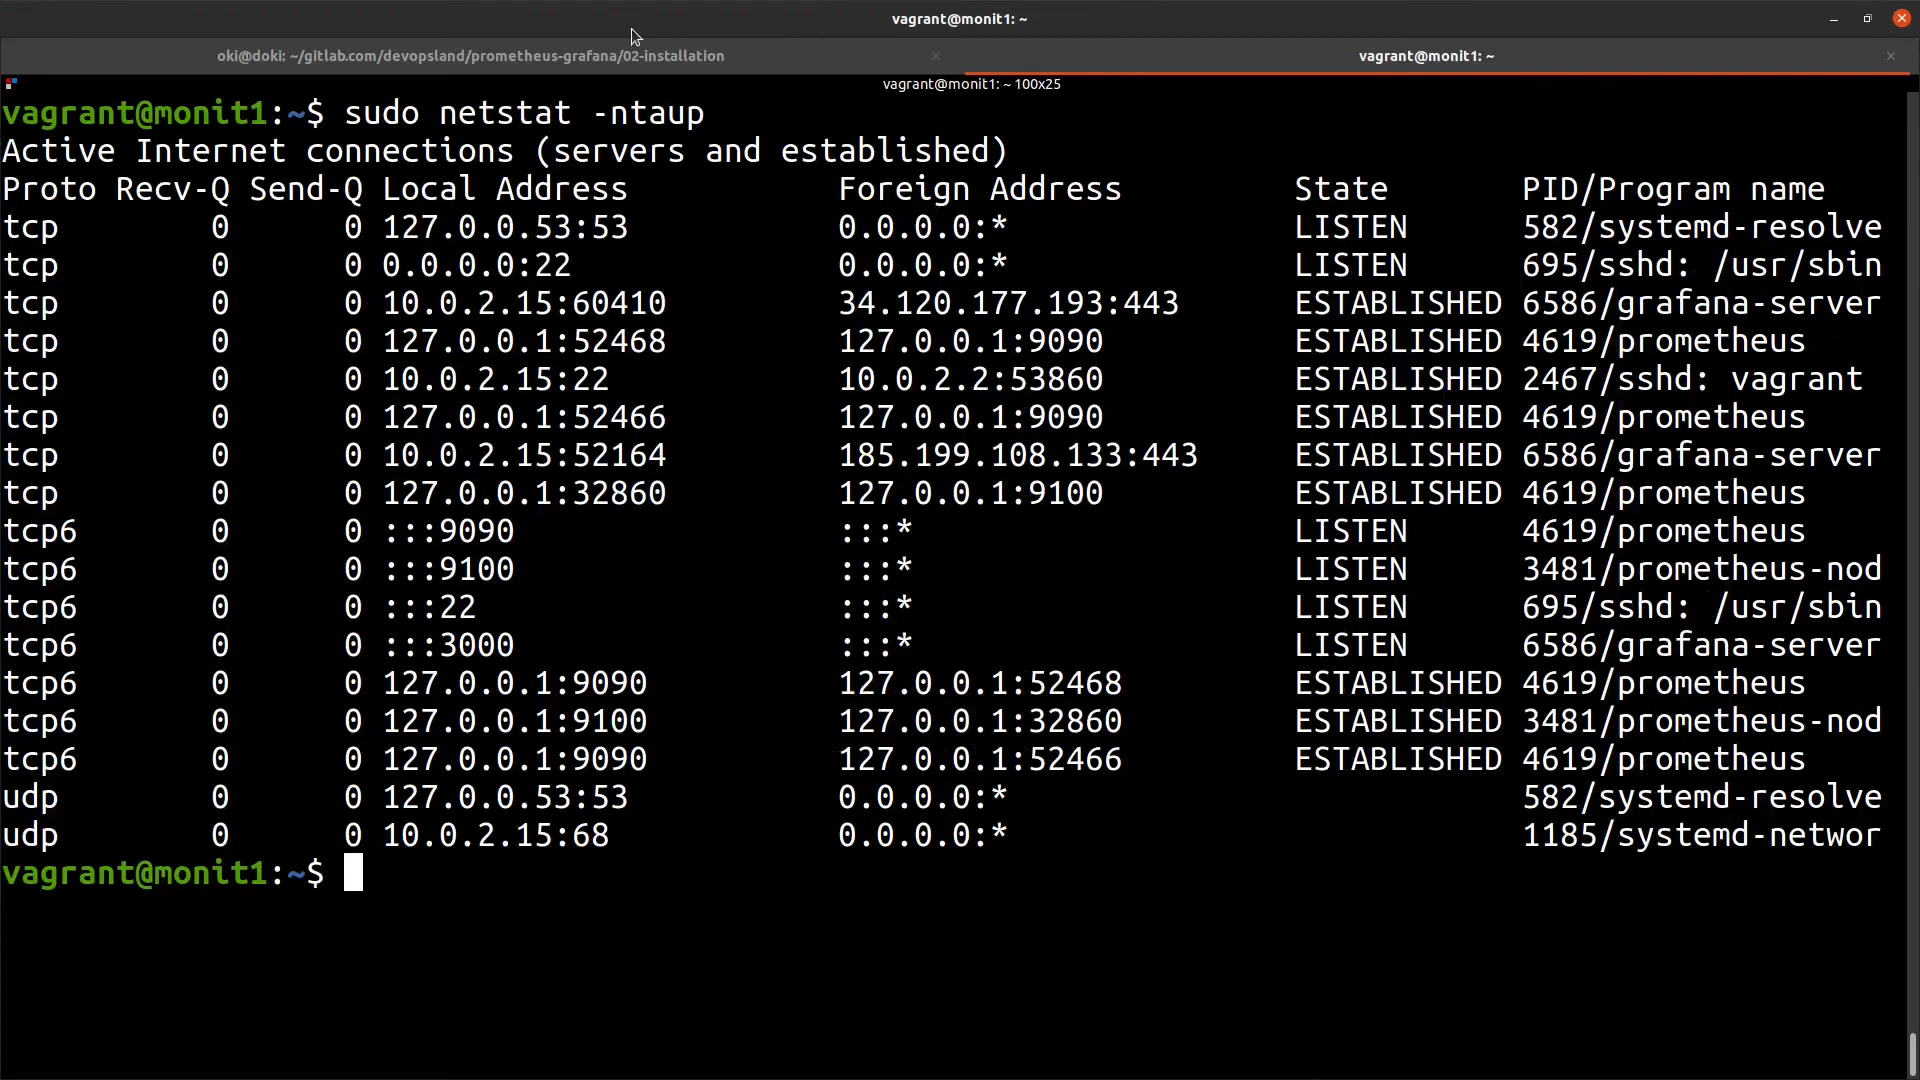 vagrant@monit1: ~
oki@doki: ~/gitlab.com/devopsland/prometheus-grafana/02-installation
vagrant@monit1: ~
vagrant@monit1: ~ 100x25
vagrant@monit1:~$ sudo netstat -ntaup
Active Internet connections (servers and established)
Proto Recv-Q Send-Q Local Address           Foreign Address         State       PID/Program name
tcp        0      0 127.0.0.53:53           0.0.0.0:*               LISTEN      582/systemd-resolve
tcp        0      0 0.0.0.0:22              0.0.0.0:*               LISTEN      695/sshd: /usr/sbin
tcp        0      0 10.0.2.15:60410         34.120.177.193:443      ESTABLISHED 6586/grafana-server
tcp        0      0 127.0.0.1:52468         127.0.0.1:9090          ESTABLISHED 4619/prometheus
tcp        0      0 10.0.2.15:22            10.0.2.2:53860          ESTABLISHED 2467/sshd: vagrant
tcp        0      0 127.0.0.1:52466         127.0.0.1:9090          ESTABLISHED 4619/prometheus
tcp        0      0 10.0.2.15:52164         185.199.108.133:443     ESTABLISHED 6586/grafana-server
tcp        0      0 127.0.0.1:32860         127.0.0.1:9100          ESTABLISHED 4619/prometheus
tcp6       0      0 :::9090                 :::*                    LISTEN      4619/prometheus
tcp6       0      0 :::9100                 :::*                    LISTEN      3481/prometheus-nod
tcp6       0      0 :::22                   :::*                    LISTEN      695/sshd: /usr/sbin
tcp6       0      0 :::3000                 :::*                    LISTEN      6586/grafana-server
tcp6       0      0 127.0.0.1:9090          127.0.0.1:52468         ESTABLISHED 4619/prometheus
tcp6       0      0 127.0.0.1:9100          127.0.0.1:32860         ESTABLISHED 3481/prometheus-nod
tcp6       0      0 127.0.0.1:9090          127.0.0.1:52466         ESTABLISHED 4619/prometheus
udp        0      0 127.0.0.53:53           0.0.0.0:*                           582/systemd-resolve
udp        0      0 10.0.2.15:68            0.0.0.0:*                           1185/systemd-networ
vagrant@monit1:~$